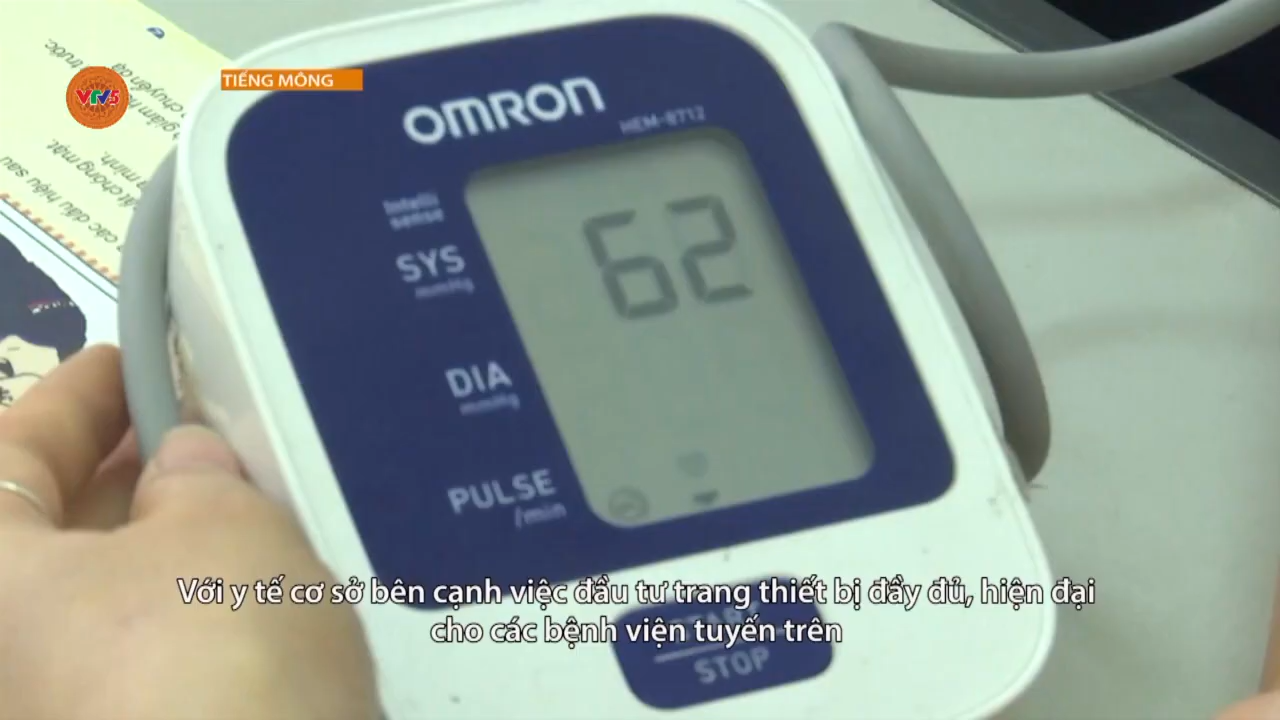 VTV5
TIẾNG MÔNG
OMRON
HEM-8712
Intelli
sense
62
SYS
mmHg
DIA
mmHg
PULSE
/min
Với y tế cơ sở bên cạnh việc đầu tư trang thiết bị đầy đủ, hiện đại
cho các bệnh viện tuyến trên
STOP